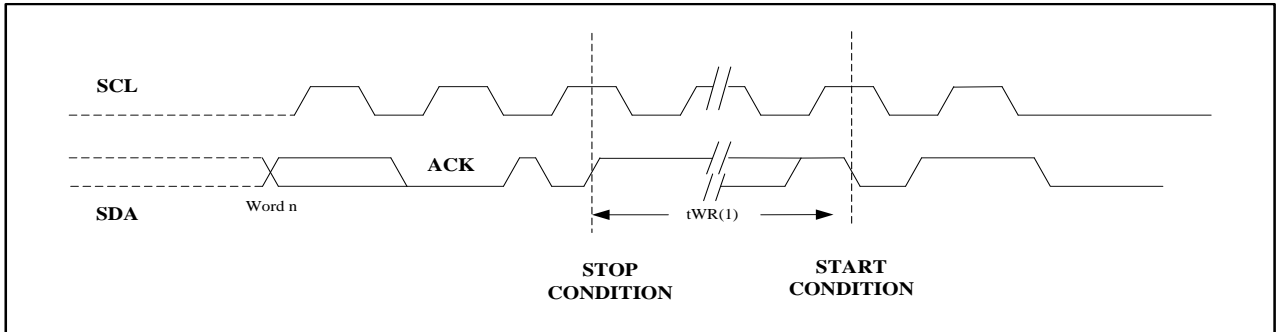 SCL
ACK
Word n
SDA
tWR(1)
STOP
CONDITION
START
CONDITION